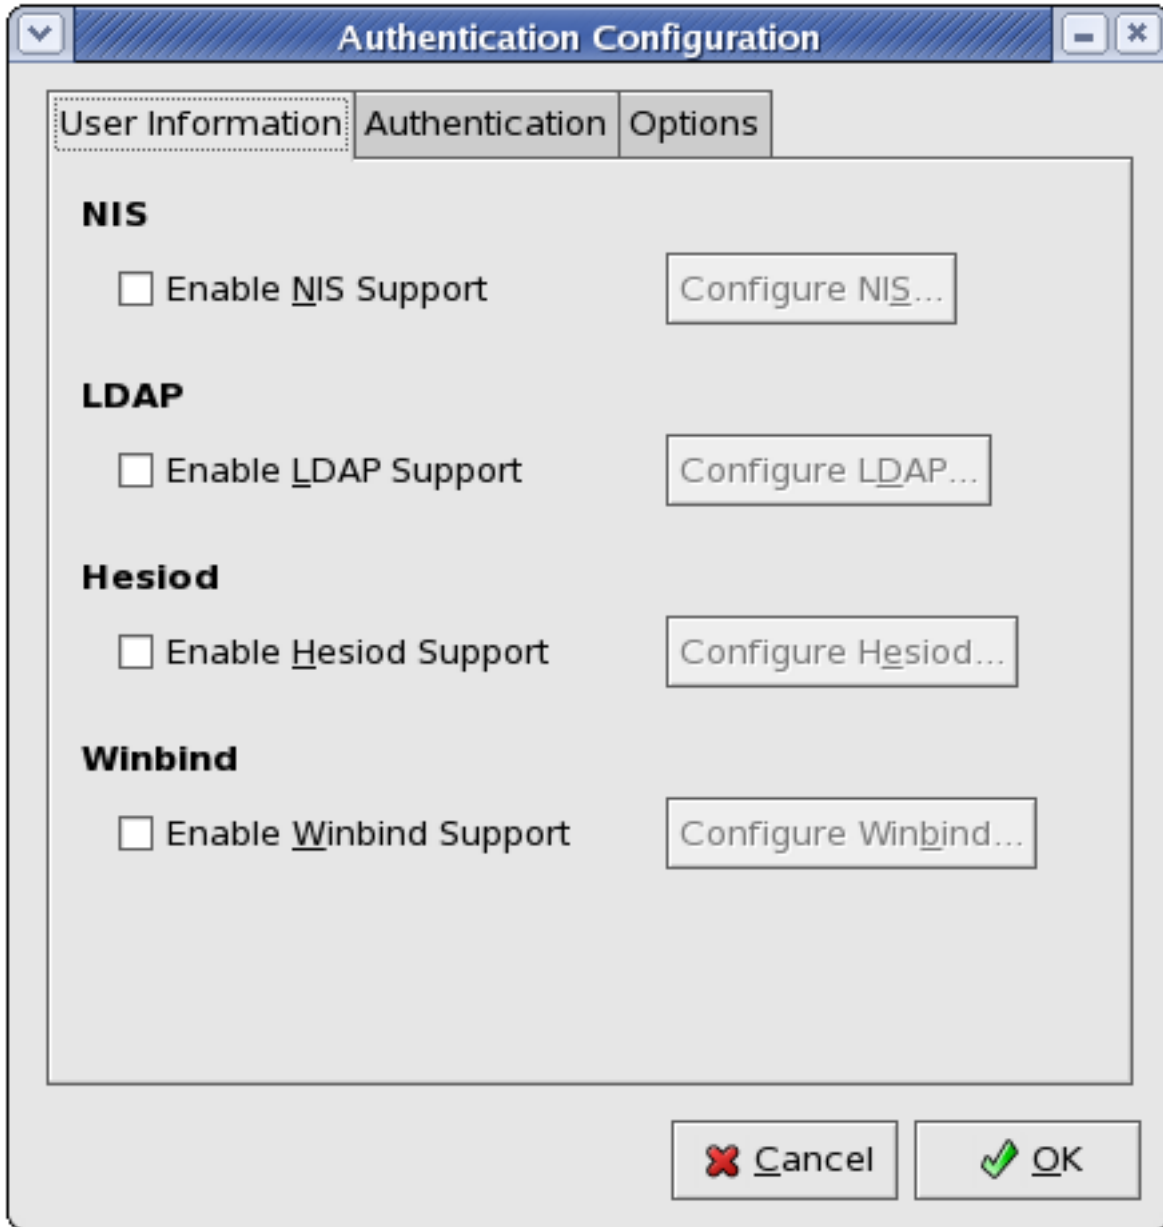 Authentication Configuration
User Information Authentication Options
NIS
Enable NIS Support Configure NIS...
LDAP
Enable LDAP Support Configure LDAP...
Hesiod
Enable Hesiod Support Configure Hesiod...
Winbind
Enable Winbind Support Configure Winbind...
Cancel OK